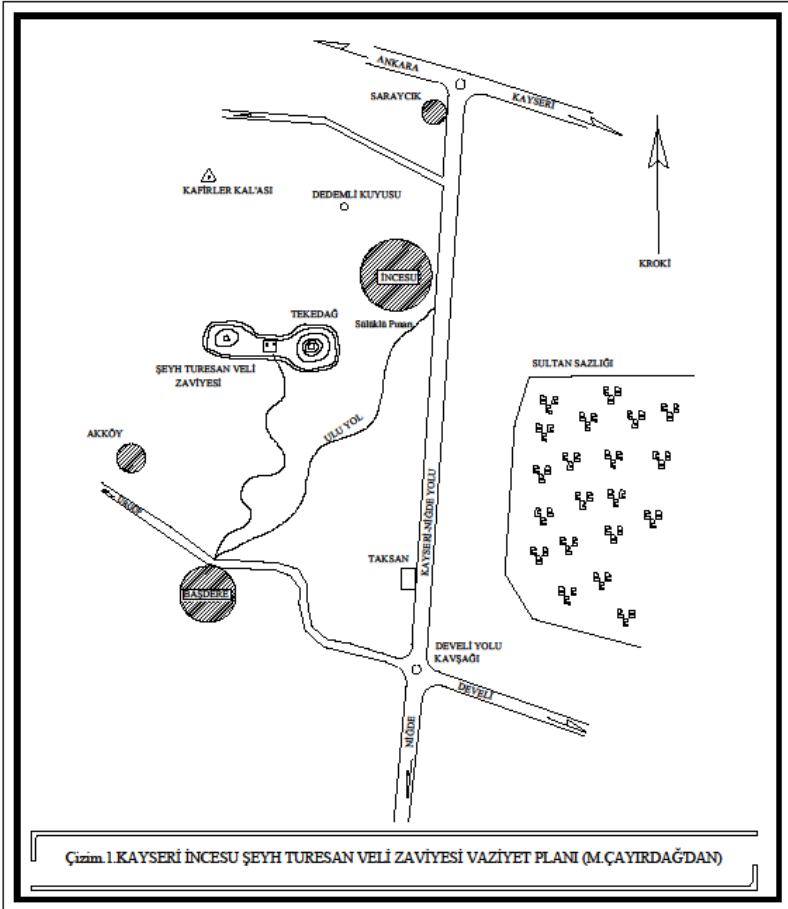 ANKARA
KAYSERİ
SARAYCIK
KAFİRLER KAL'ASI
DEDEMLİ KUYUSU
KROKİ
İNCESU
TEKEDAĞ
Sülüklü Pınarı
ŞEYH TURESAN VELİ
ZAVİYESİ
SULTAN SAZLIĞI
ULU YOL
AKKÖY
KAYSERİ-NİĞDE YOLU
TAKSAN
BAŞDERE
DEVELİ YOLU
KAVŞAĞI
DEVELİ
NİĞDE
Çizim.1.KAYSERİ İNCESU ŞEYH TURESAN VELİ ZAVİYESİ VAZİYET PLANI (M.ÇAYIRDAĞ'DAN)